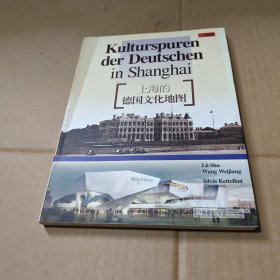 Kulturspuren
der Deutschen
in Shanghai
上海的
德国文化地图
Lü Shu
Wang Weijiang
Silvia Kettelhut